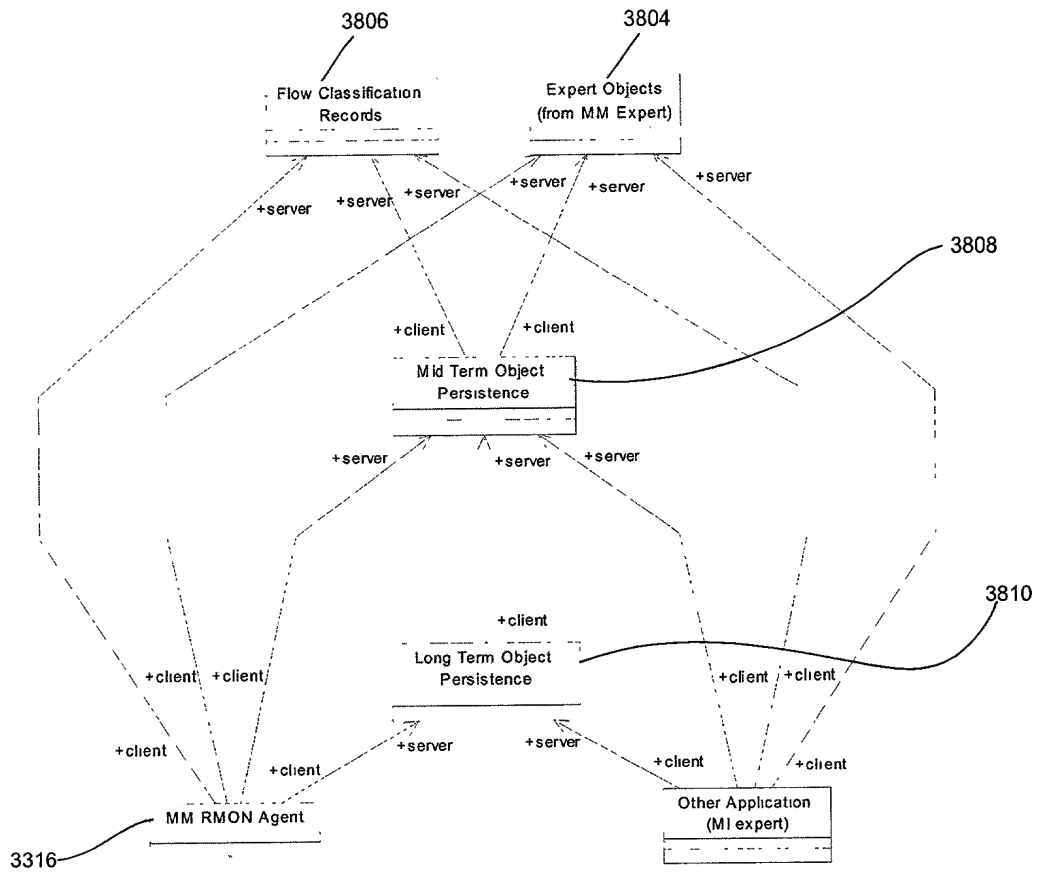 3806
3804
Flow Classification
Records
Expert Objects
(from MM Expert)
+server
+server
+server
+server
+server
+server
3808
+client
+client
Mid Term Object
Persistence
+server
+server
+server
3810
+client
Long Term Object
Persistence
+client
+client
+client
+client
+client
+client
+server
+server
+client
+client
MM RMON Agent
Other Application
(MI expert)
3316